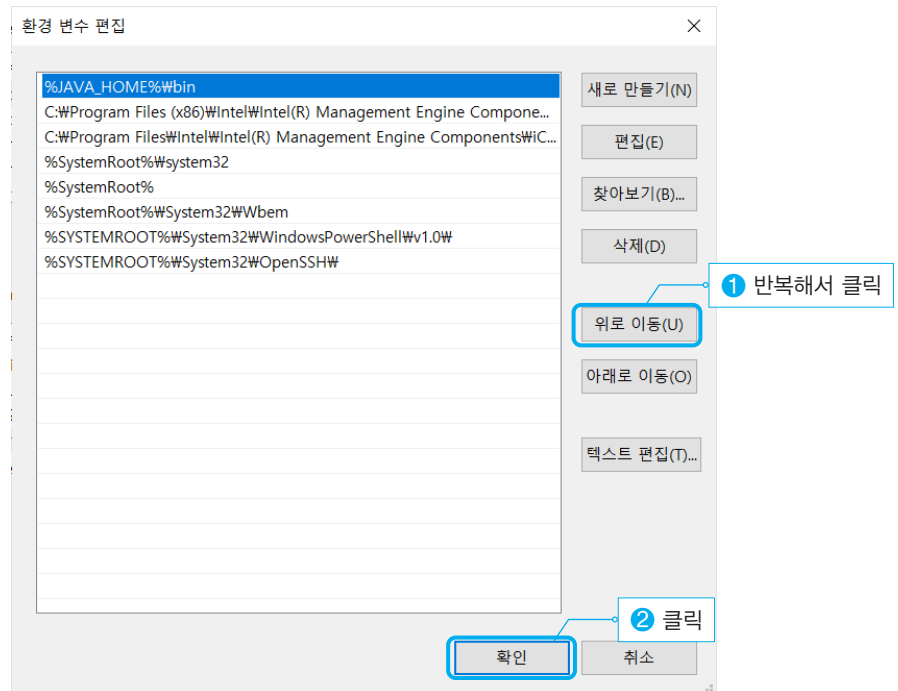 환경 변수 편집
%JAVA_HOME%₩bin
C:₩Program Files (x86)₩Intel₩Intel(R) Management Engine Compone...
C:₩Program Files₩Intel₩Intel(R) Management Engine Components₩iC...
%SystemRoot%₩system32
%SystemRoot%
%SystemRoot%₩System32₩Wbem
%SYSTEMROOT%₩System32₩WindowsPowerShell₩v1.0₩
%SYSTEMROOT%₩System32₩OpenSSH₩
새로 만들기(N)
편집(E)
찾아보기(B)...
삭제(D)
❶ 반복해서 클릭
위로 이동(U)
아래로 이동(O)
텍스트 편집(T)...
❷ 클릭
확인
취소